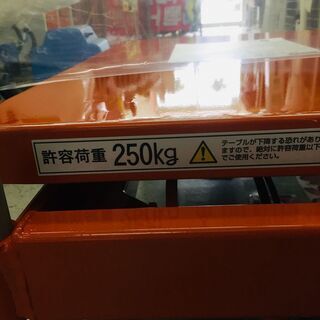 許容荷重 250kg
テーブルが下降する恐れがあり
ますので、絶対に許容荷重以下
でご使用ください。